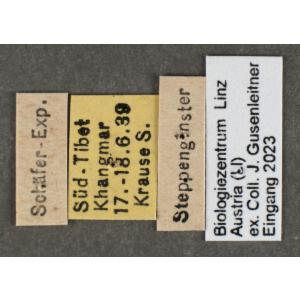 Schäfer-Exp.
Süd-Tibet
Khangmar
17.-18.6.39
Krause S.
Steppenginster
Biologiezentrum Linz
Austria (LI)
ex. Coll. J. Gusenleitner
Eingang 2023